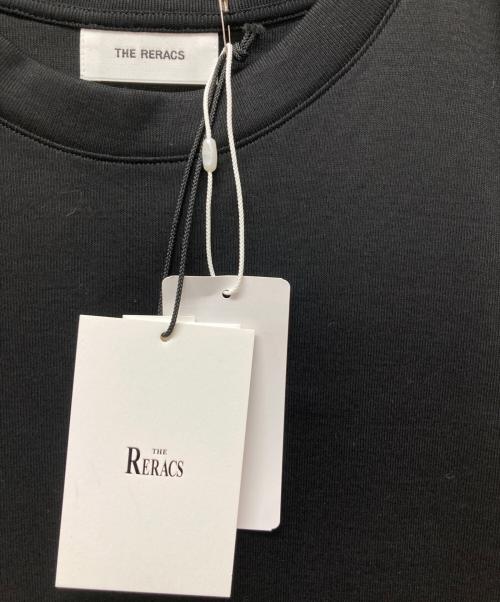 THE RERACS
THE
RERACS